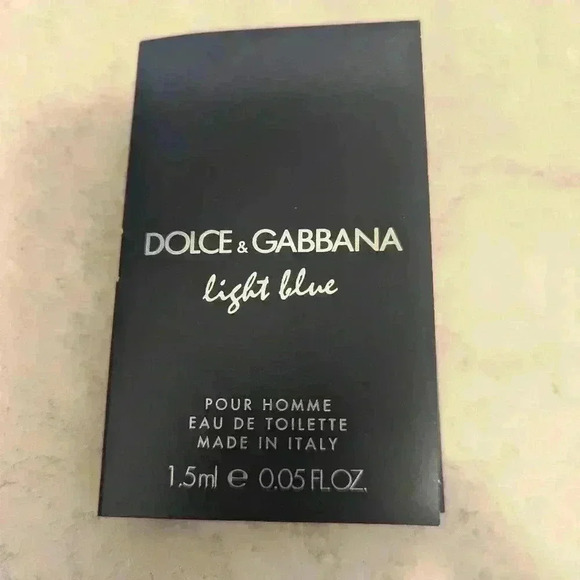 DOLCE & GABBANA
light blue
POUR HOMME
EAU DE TOILETTE
MADE IN ITALY
1.5ml ℮ 0.05 FL.OZ.